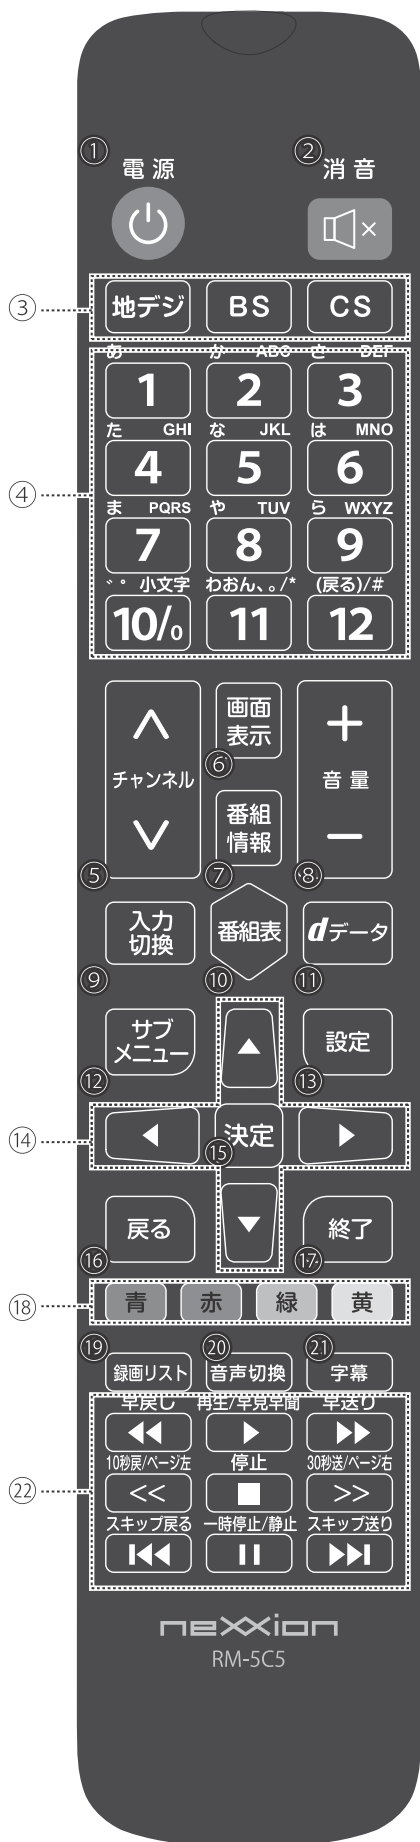 ① ②
電源 消音
③ 地デジ BS CS
あ か ABC さ DEF
1 2 3
た GHI な JKL は MNO
④ 4 5 6
ま PQRS や TUV ら WXYZ
7 8 9
゛゜ 小文字 わおん、。/* (戻る)/#
10/0 11 12
画面
表示
⑥
チャンネル
＋
音量
－
番組
情報
⑤ ⑦ ⑧
入力
切換
番組表
dデータ
⑨ ⑩ ⑪
サブ
メニュー
設定
⑫ ⑬
⑭ 決定
⑮
戻る 終了
⑯ ⑰
⑱ 青 赤 緑 黄
⑲ ⑳ ㉑
録画リスト 音声切換 字幕
早戻し 再生/早見早聞 早送り
10秒戻/ページ左 停止 30秒送/ページ右
㉒ << >>
スキップ戻る 一時停止/静止 スキップ送り
neXXion
RM-5C5